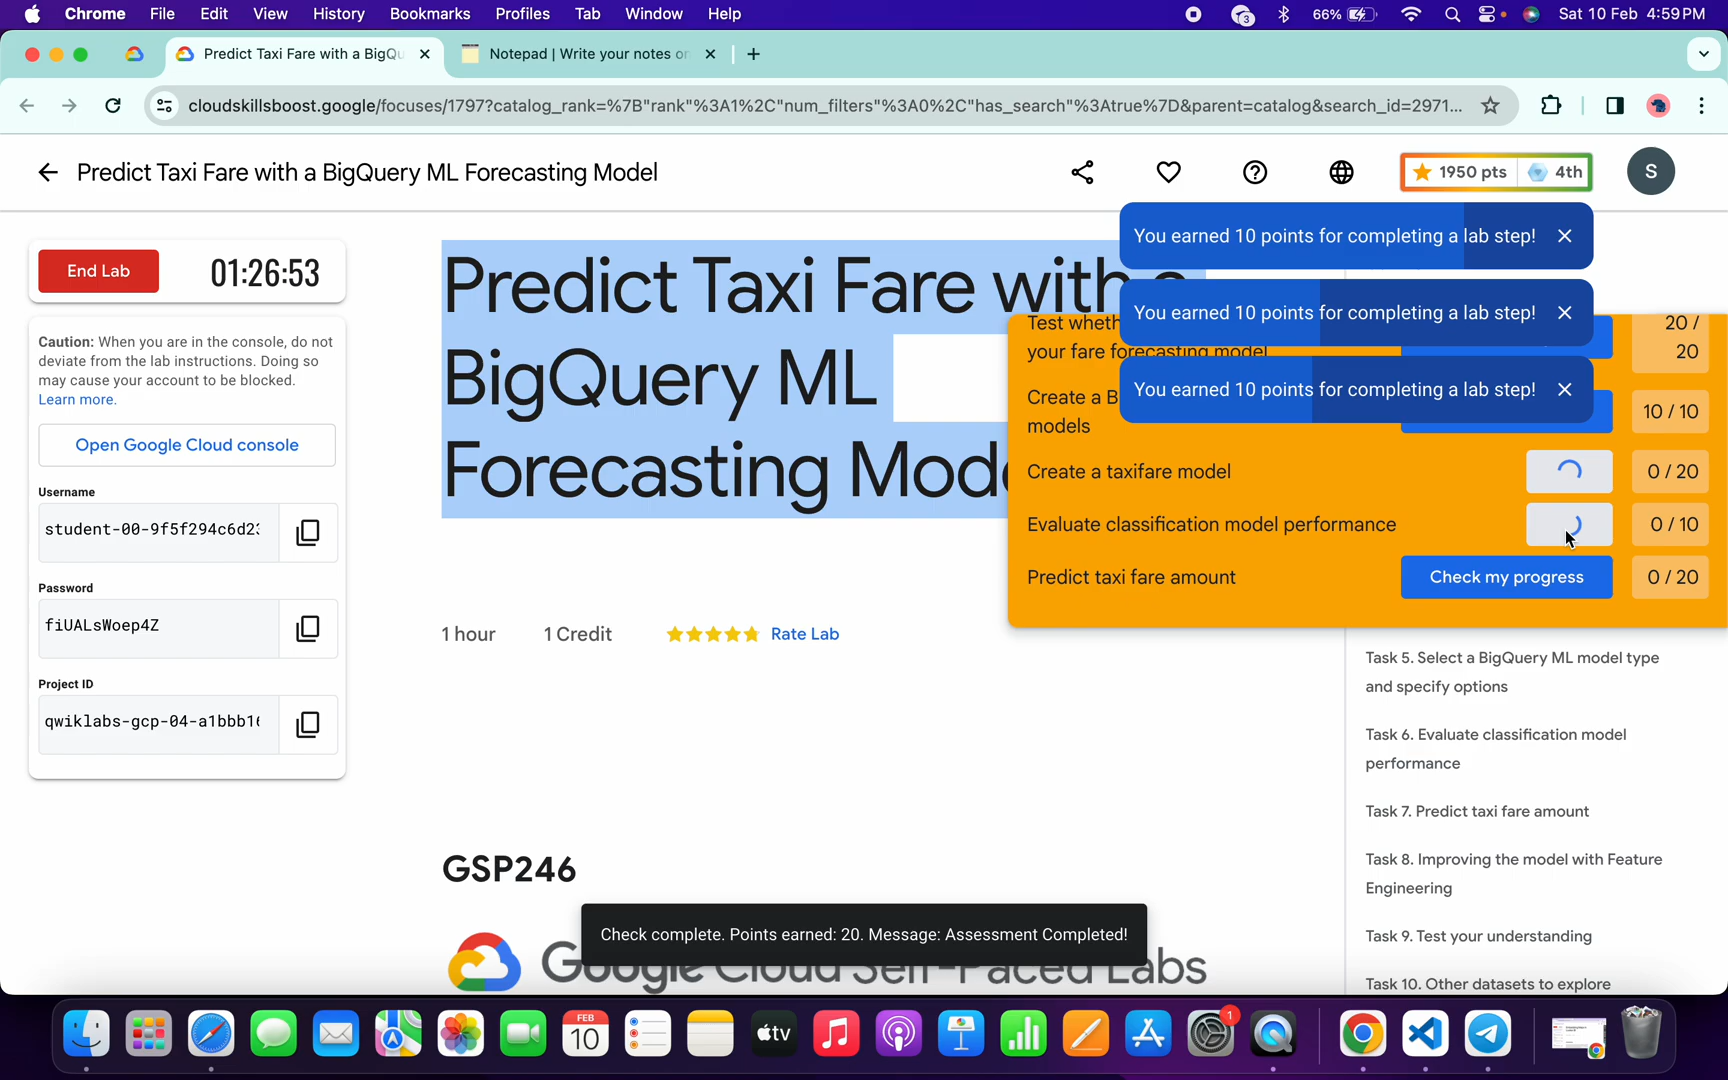 Chrome File Edit View History Bookmarks Profiles Tab Window Help
66% Sat 10 Feb 4:59 PM
Predict Taxi Fare with a BigQu
Notepad | Write your notes on
cloudskillsboost.google/focuses/1797?catalog_rank=%7B"rank"%3A1%2C"num_filters"%3A0%2C"has_search"%3Atrue%7D&parent=catalog&search_id=2971...
Predict Taxi Fare with a BigQuery ML Forecasting Model
1950 pts 4th
S
End Lab
01:26:53
Caution: When you are in the console, do not
deviate from the lab instructions. Doing so
may cause your account to be blocked.
Learn more.
Open Google Cloud console
Username
student-00-9f5f294c6d23
Password
fiUALsWoep4Z
Project ID
qwiklabs-gcp-04-a1bbb16
Predict Taxi Fare with a
BigQuery ML
Forecasting Mode
1 hour 1 Credit Rate Lab
GSP246
Google Cloud Self-Paced Labs
You earned 10 points for completing a lab step!
You earned 10 points for completing a lab step!
You earned 10 points for completing a lab step!
Test wheth
your fare forecasting model
20 /
20
Create a B
models
10 / 10
Create a taxifare model
0 / 20
Evaluate classification model performance
0 / 10
Predict taxi fare amount
Check my progress
0 / 20
Task 5. Select a BigQuery ML model type
and specify options
Task 6. Evaluate classification model
performance
Task 7. Predict taxi fare amount
Task 8. Improving the model with Feature
Engineering
Task 9. Test your understanding
Task 10. Other datasets to explore
Check complete. Points earned: 20. Message: Assessment Completed!
FEB
10
tv
1